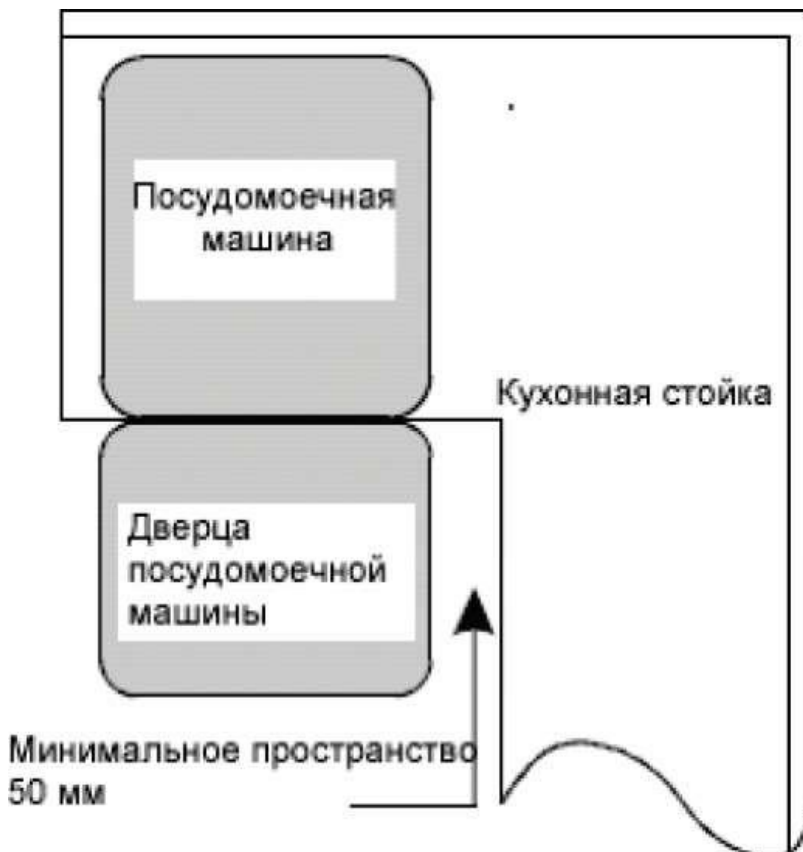 Посудомоечная
машина
Кухонная стойка
Дверца
посудомоечной
машины
Минимальное пространство
50 мм